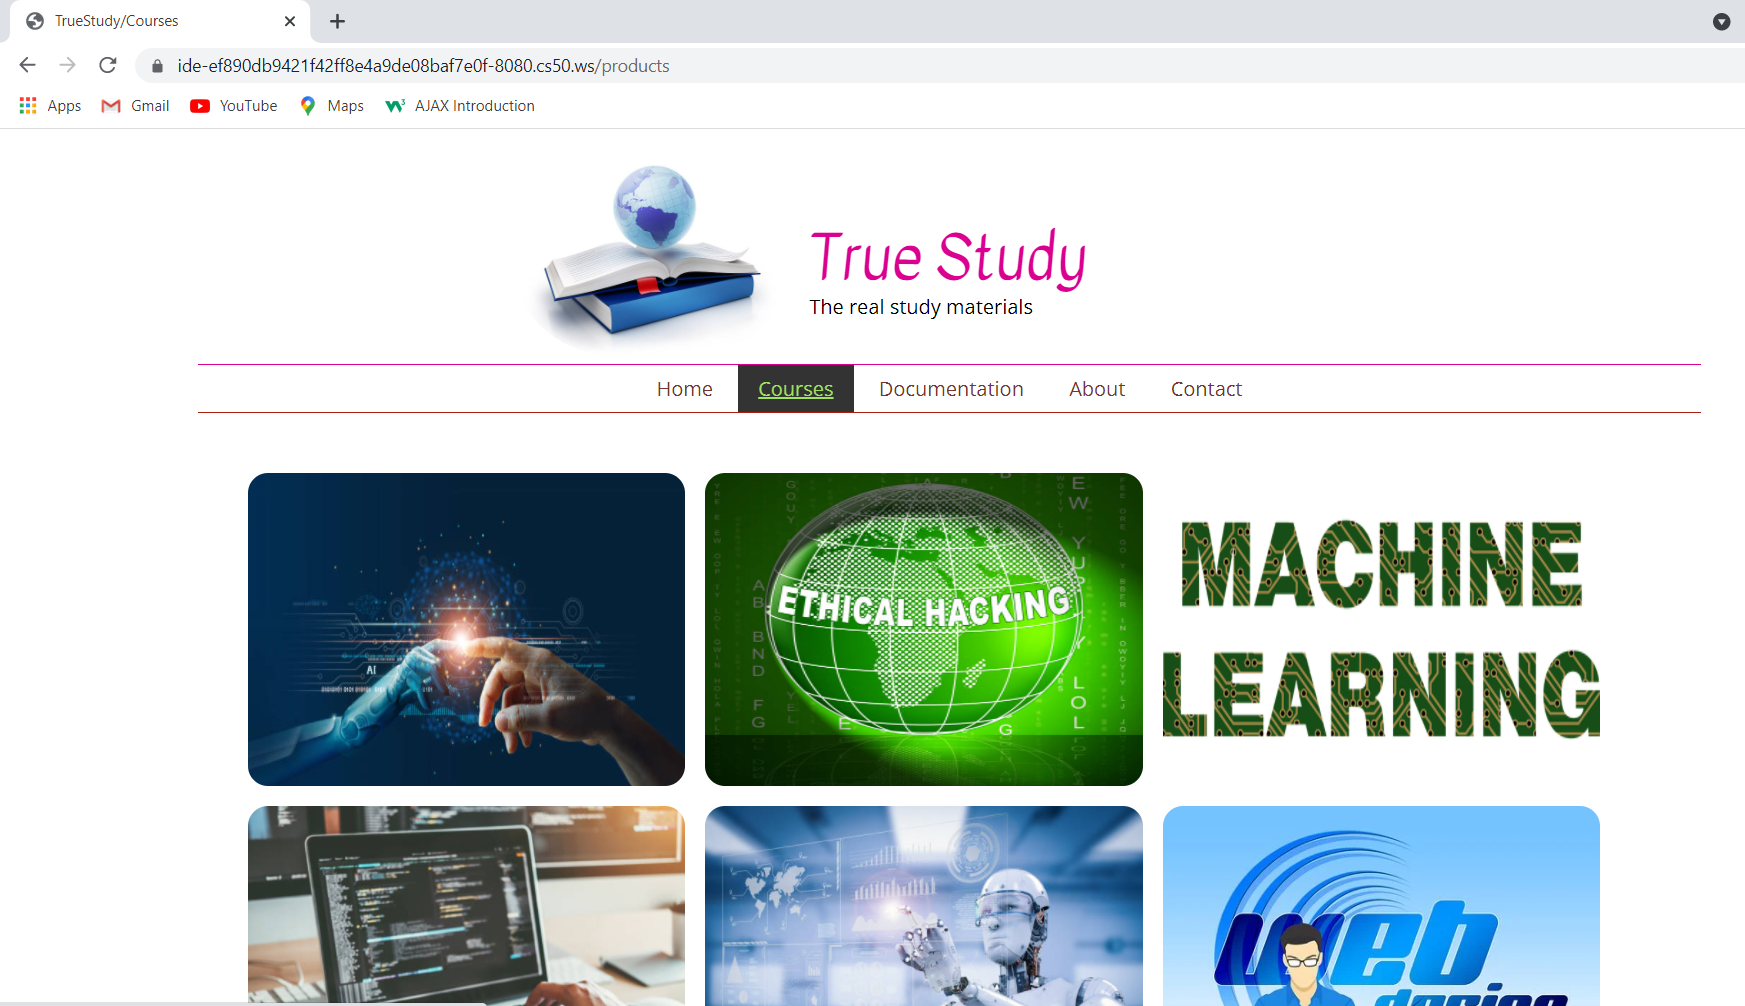 TrueStudy/Courses
ide-ef890db9421f42ff8e4a9de08baf7e0f-8080.cs50.ws/products
Apps Gmail YouTube Maps AJAX Introduction
True Study
The real study materials
Home Courses Documentation About Contact
AI
ETHICAL HACKING
MACHINE
LEARNING
web
design